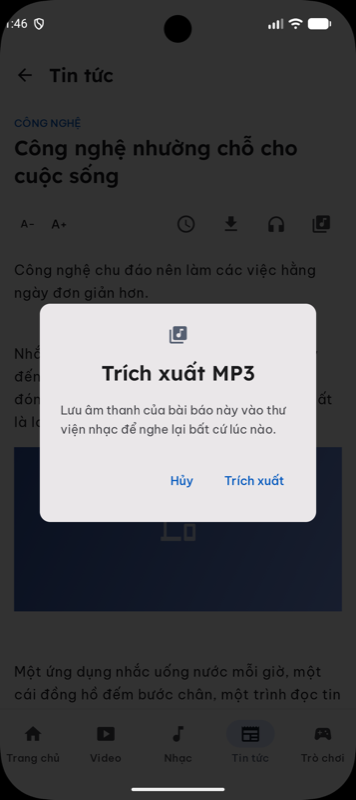 :46
Tin tức
CÔNG NGHỆ
Công nghệ nhường chỗ cho
cuộc sống
A- A+
Công nghệ chu đáo nên làm các việc hằng
ngày đơn giản hơn.
Trích xuất MP3
Lưu âm thanh của bài báo này vào thư
viện nhạc để nghe lại bất cứ lúc nào.
Hủy Trích xuất
Một ứng dụng nhắc uống nước mỗi giờ, một
cái đồng hồ đếm bước chân, một trình đọc tin
Trang chủ Video Nhạc Tin tức Trò chơi